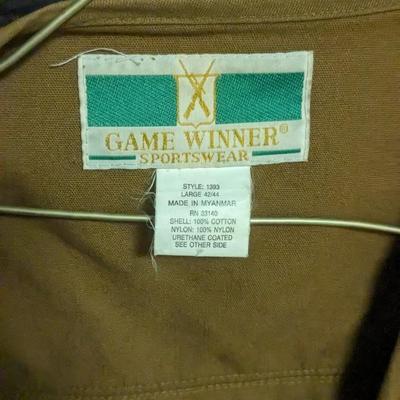 GAME WINNER®
SPORTSWEAR
STYLE: 1393
LARGE 42/44
MADE IN MYANMAR
RN 33140
SHELL: 100% COTTON
NYLON: 100% NYLON
URETHANE COATED
SEE OTHER SIDE